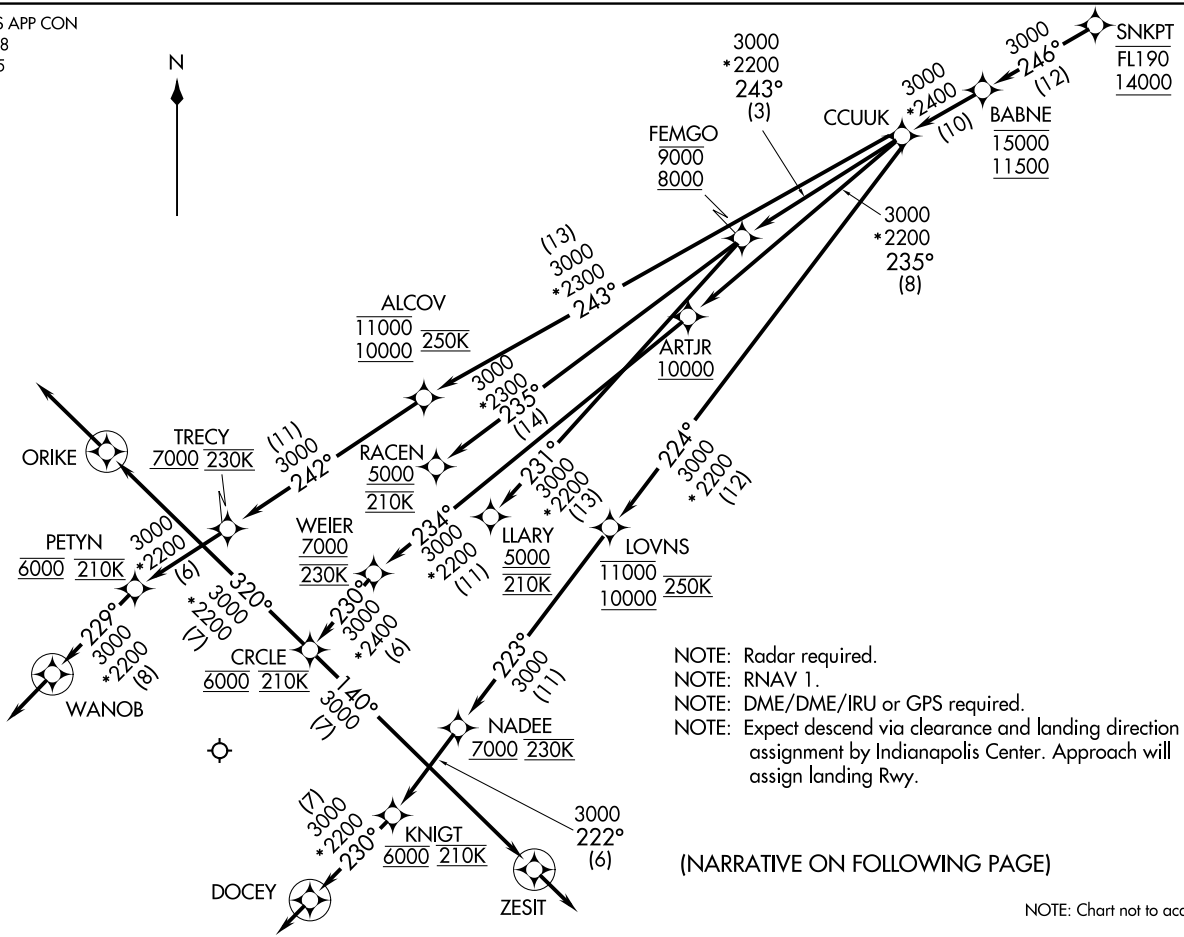 S APP CON
8
5
N
SNKPT
FL190
14000
3000
246°
(12)
BABNE
15000
11500
3000
*2400
(10)
CCUUK
3000
*2200
243°
(3)
FEMGO
9000
8000
3000
*2200
235°
(8)
(13)
3000
*2300
243°
ALCOV
11000
10000
250K
ARTJR
10000
3000
*2300
235°
(14)
224°
3000
*2200
(12)
ORIKE
TRECY
7000 230K
(11)
3000
242°
RACEN
5000
210K
231°
3000
*2200
(13)
LLARY
5000
210K
234°
3000
*2200
(11)
WEIER
7000
230K
LOVNS
11000
10000
250K
PETYN
6000 210K
3000
*2200
(6)
320°
3000
*2200
(7)
230°
3000
*2400
(6)
229°
3000
*2200
(8)
WANOB
CRCLE
6000 210K
140°
3000
(7)
223°
3000
(11)
NADEE
7000 230K
3000
222°
(6)
(7)
3000
*2200
230°
KNIGT
6000 210K
DOCEY
ZESIT
NOTE: Radar required.
NOTE: RNAV 1.
NOTE: DME/DME/IRU or GPS required.
NOTE: Expect descend via clearance and landing direction
assignment by Indianapolis Center. Approach will
assign landing Rwy.
(NARRATIVE ON FOLLOWING PAGE)
NOTE: Chart not to